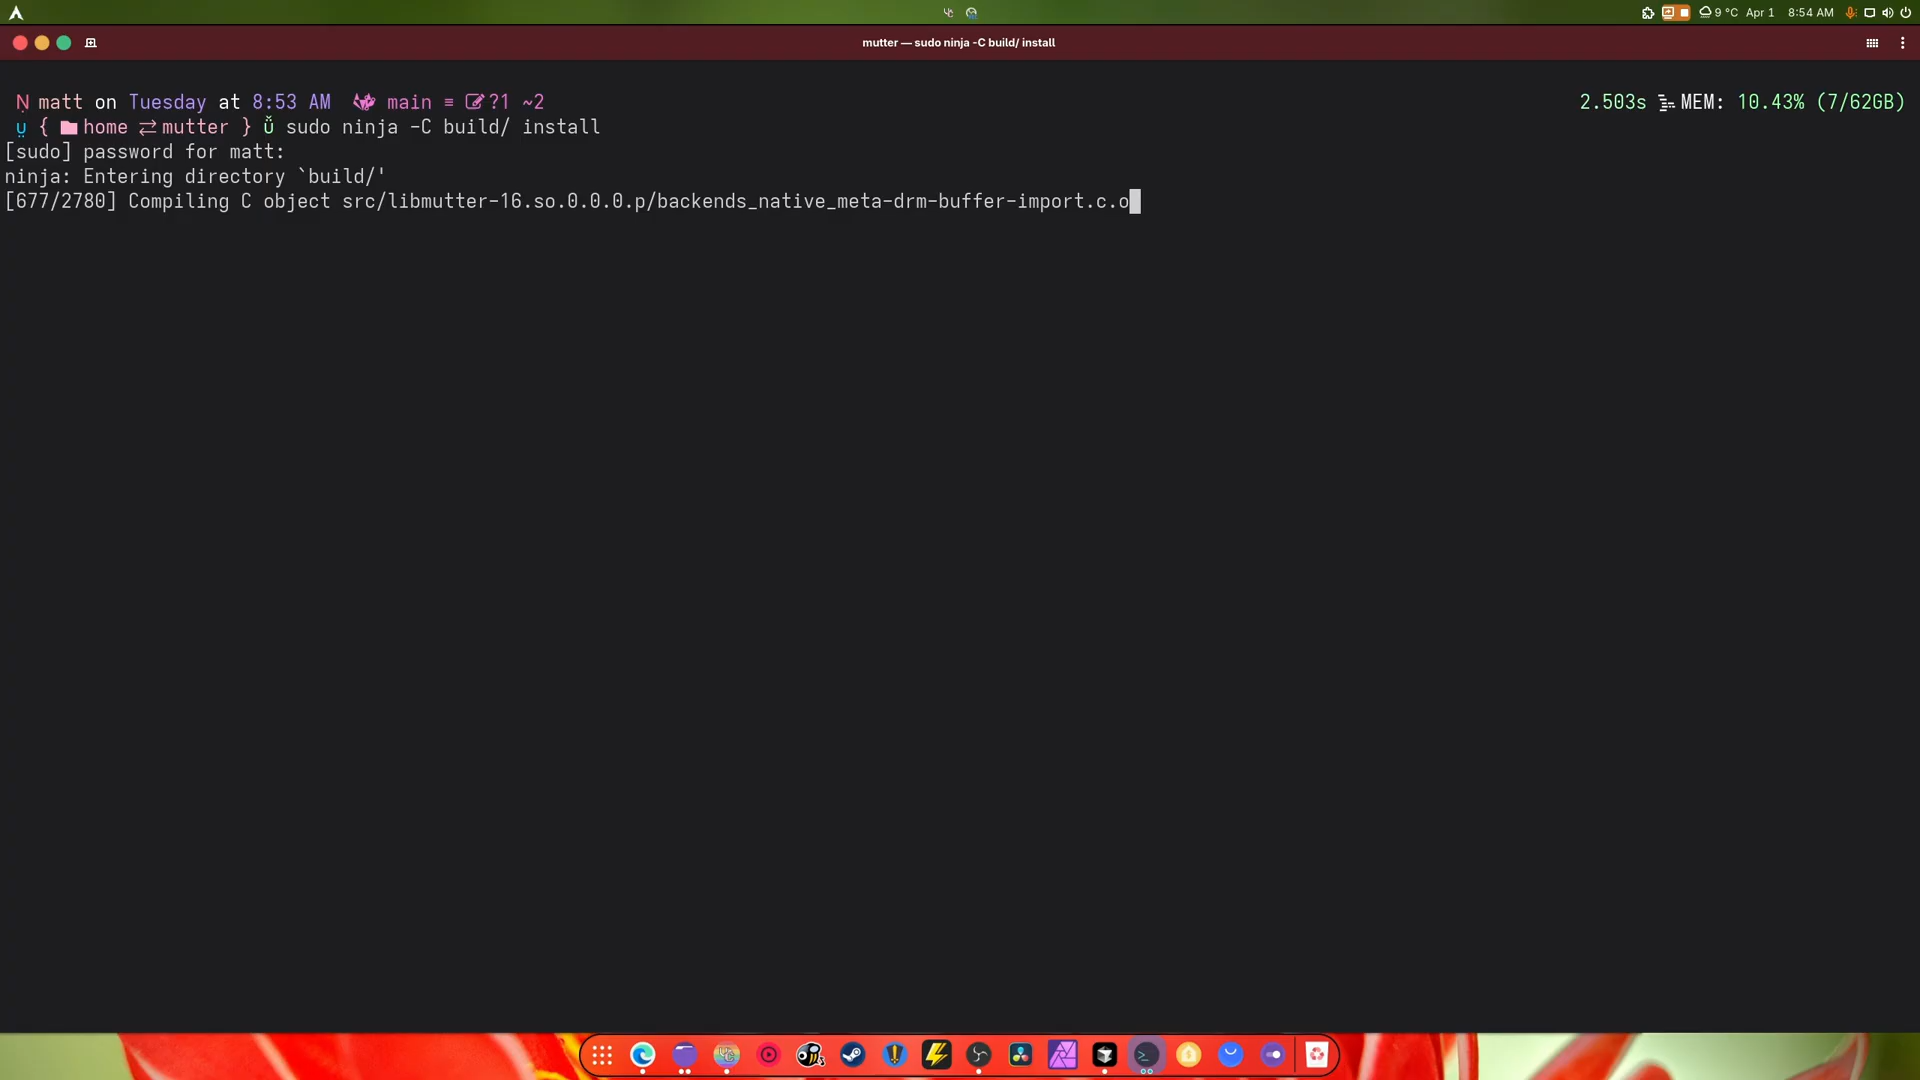 9 °C Apr 1 8:54 AM
mutter — sudo ninja -C build/ install
N matt on Tuesday at 8:53 AM main ≡ ?1 ~2 2.503s MEM: 10.43% (7/62GB)
{ home ⇄ mutter } ǔ sudo ninja -C build/ install
[sudo] password for matt:
ninja: Entering directory `build/'
[677/2780] Compiling C object src/libmutter-16.so.0.0.0.p/backends_native_meta-drm-buffer-import.c.o